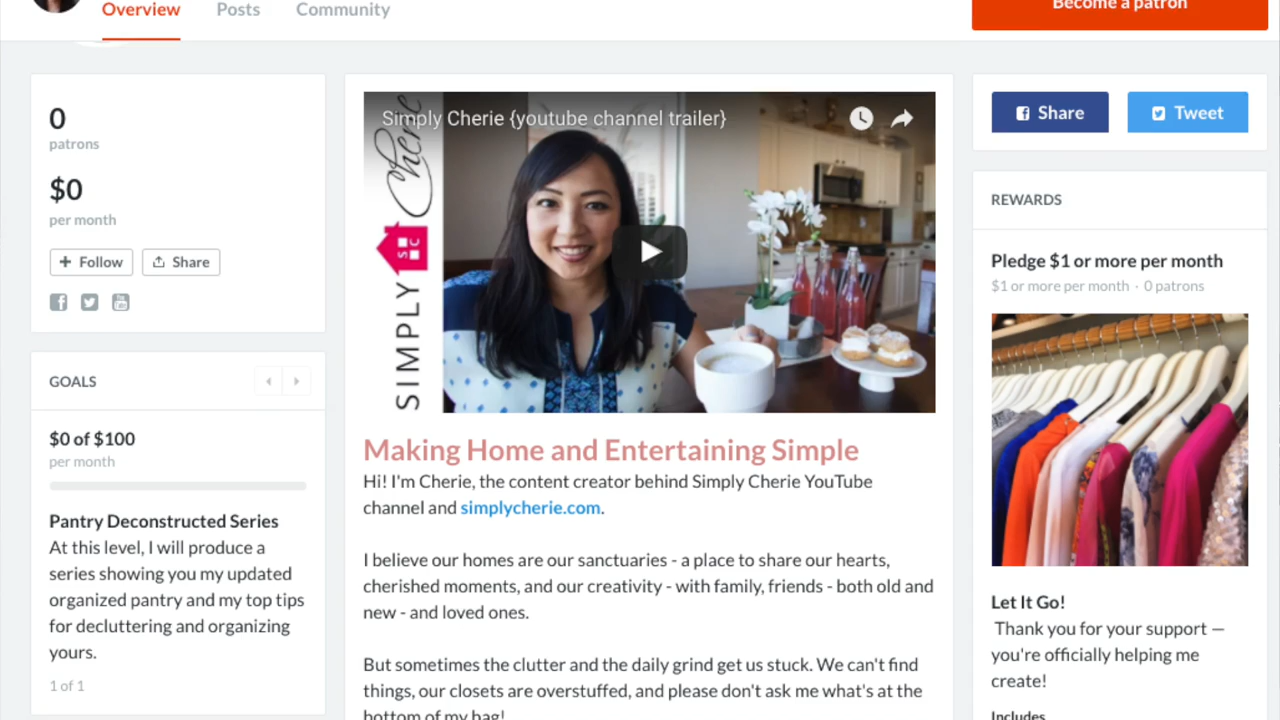 Overview
Posts
Community
Become a patron
0
patrons
$0
per month
Follow
Share
GOALS
$0 of $100
per month
Pantry Deconstructed Series
At this level, I will produce a
series showing you my updated
organized pantry and my top tips
for decluttering and organizing
yours.
1 of 1
Simply Cherie {youtube channel trailer}
SIMPLY Cherie
S C
You
Tube
Making Home and Entertaining Simple
Hi! I'm Cherie, the content creator behind Simply Cherie YouTube
channel and simplycherie.com.
I believe our homes are our sanctuaries - a place to share our hearts,
cherished moments, and our creativity - with family, friends - both old and
new - and loved ones.
But sometimes the clutter and the daily grind get us stuck. We can't find
things, our closets are overstuffed, and please don't ask me what's at the
bottom of my bag!
Share
Tweet
REWARDS
Pledge $1 or more per month
$1 or more per month · 0 patrons
Let It Go!
Thank you for your support —
you're officially helping me
create!
Includes